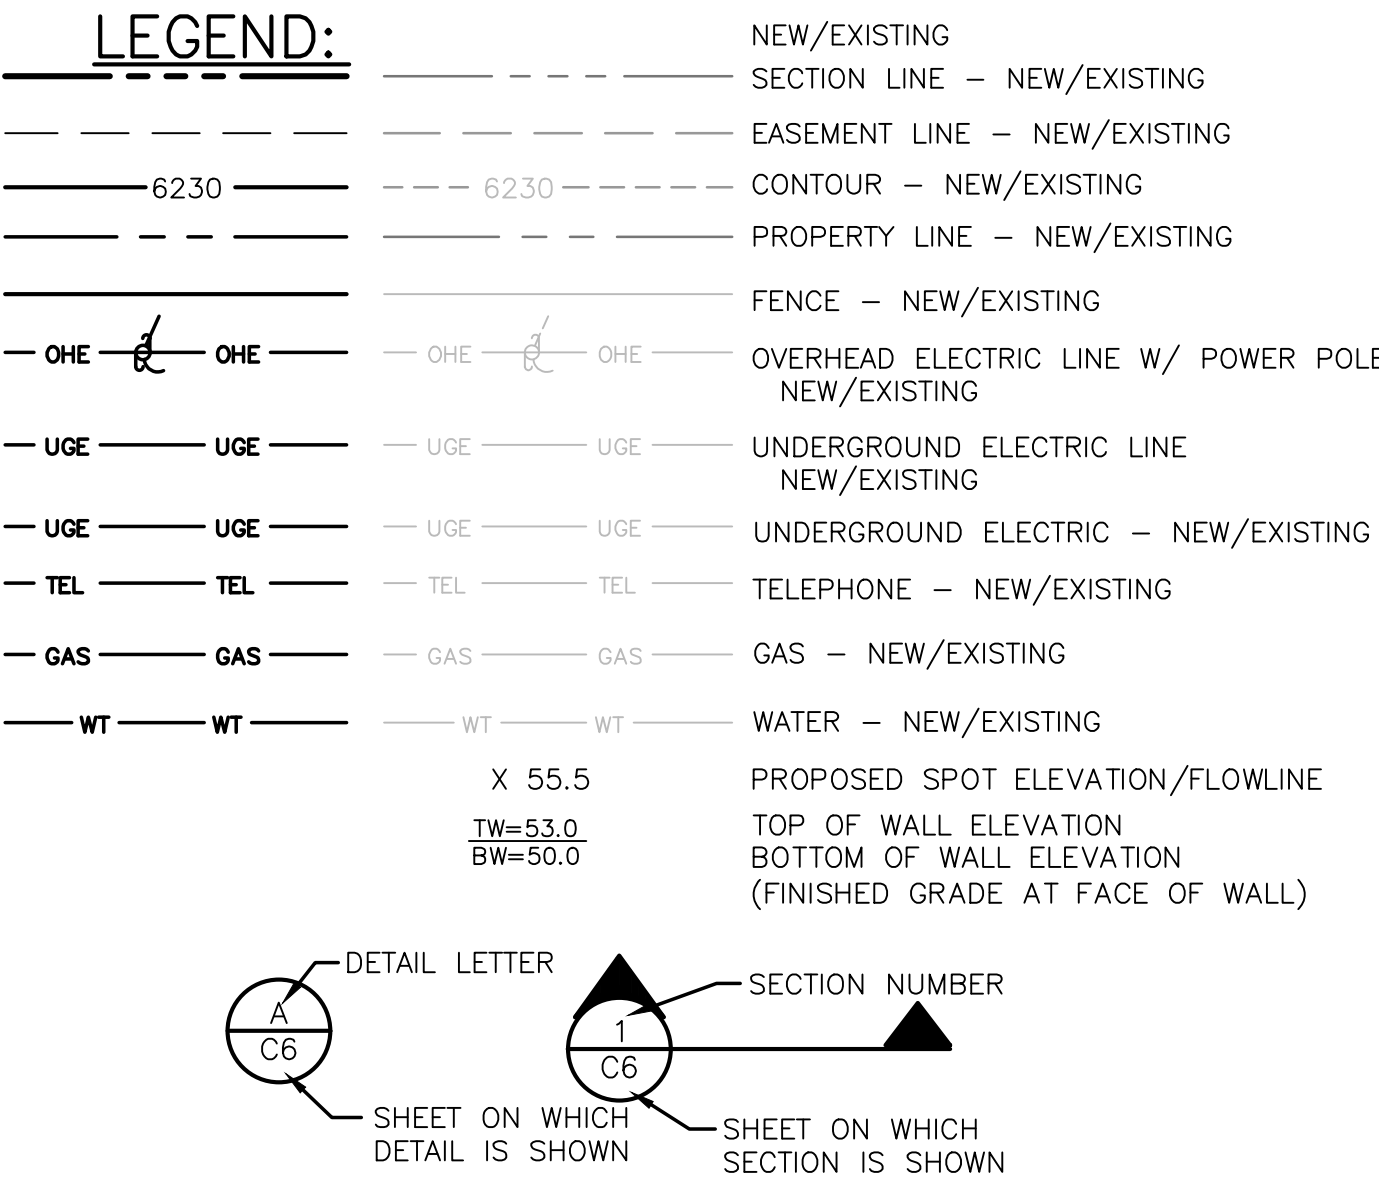 LEGEND:
NEW/EXISTING
SECTION LINE – NEW/EXISTING
EASEMENT LINE – NEW/EXISTING
6230 6230 CONTOUR – NEW/EXISTING
PROPERTY LINE – NEW/EXISTING
FENCE – NEW/EXISTING
OHE OHE OHE OHE OVERHEAD ELECTRIC LINE W/ POWER POLE
NEW/EXISTING
UGE UGE UGE UGE UNDERGROUND ELECTRIC LINE
NEW/EXISTING
UGE UGE UGE UGE UNDERGROUND ELECTRIC – NEW/EXISTING
TEL TEL TEL TEL TELEPHONE – NEW/EXISTING
GAS GAS GAS GAS GAS – NEW/EXISTING
WT WT WT WT WATER – NEW/EXISTING
X 55.5 PROPOSED SPOT ELEVATION/FLOWLINE
TW=53.0 TOP OF WALL ELEVATION
BW=50.0 BOTTOM OF WALL ELEVATION
(FINISHED GRADE AT FACE OF WALL)
DETAIL LETTER
A
C6
SHEET ON WHICH
DETAIL IS SHOWN
SECTION NUMBER
1
C6
SHEET ON WHICH
SECTION IS SHOWN